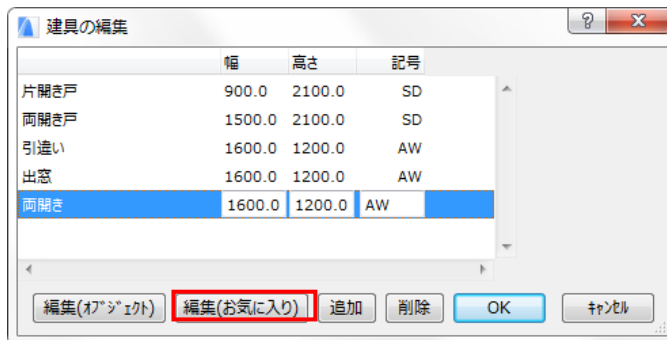 建具の編集
幅 高さ 記号
片開き戸 900.0 2100.0 SD
両開き戸 1500.0 2100.0 SD
引違い 1600.0 1200.0 AW
出窓 1600.0 1200.0 AW
両開き 1600.0 1200.0 AW
編集(ｵﾌﾞｼﾞｪｸﾄ) 編集(お気に入り) 追加 削除 OK ｷｬﾝｾﾙ